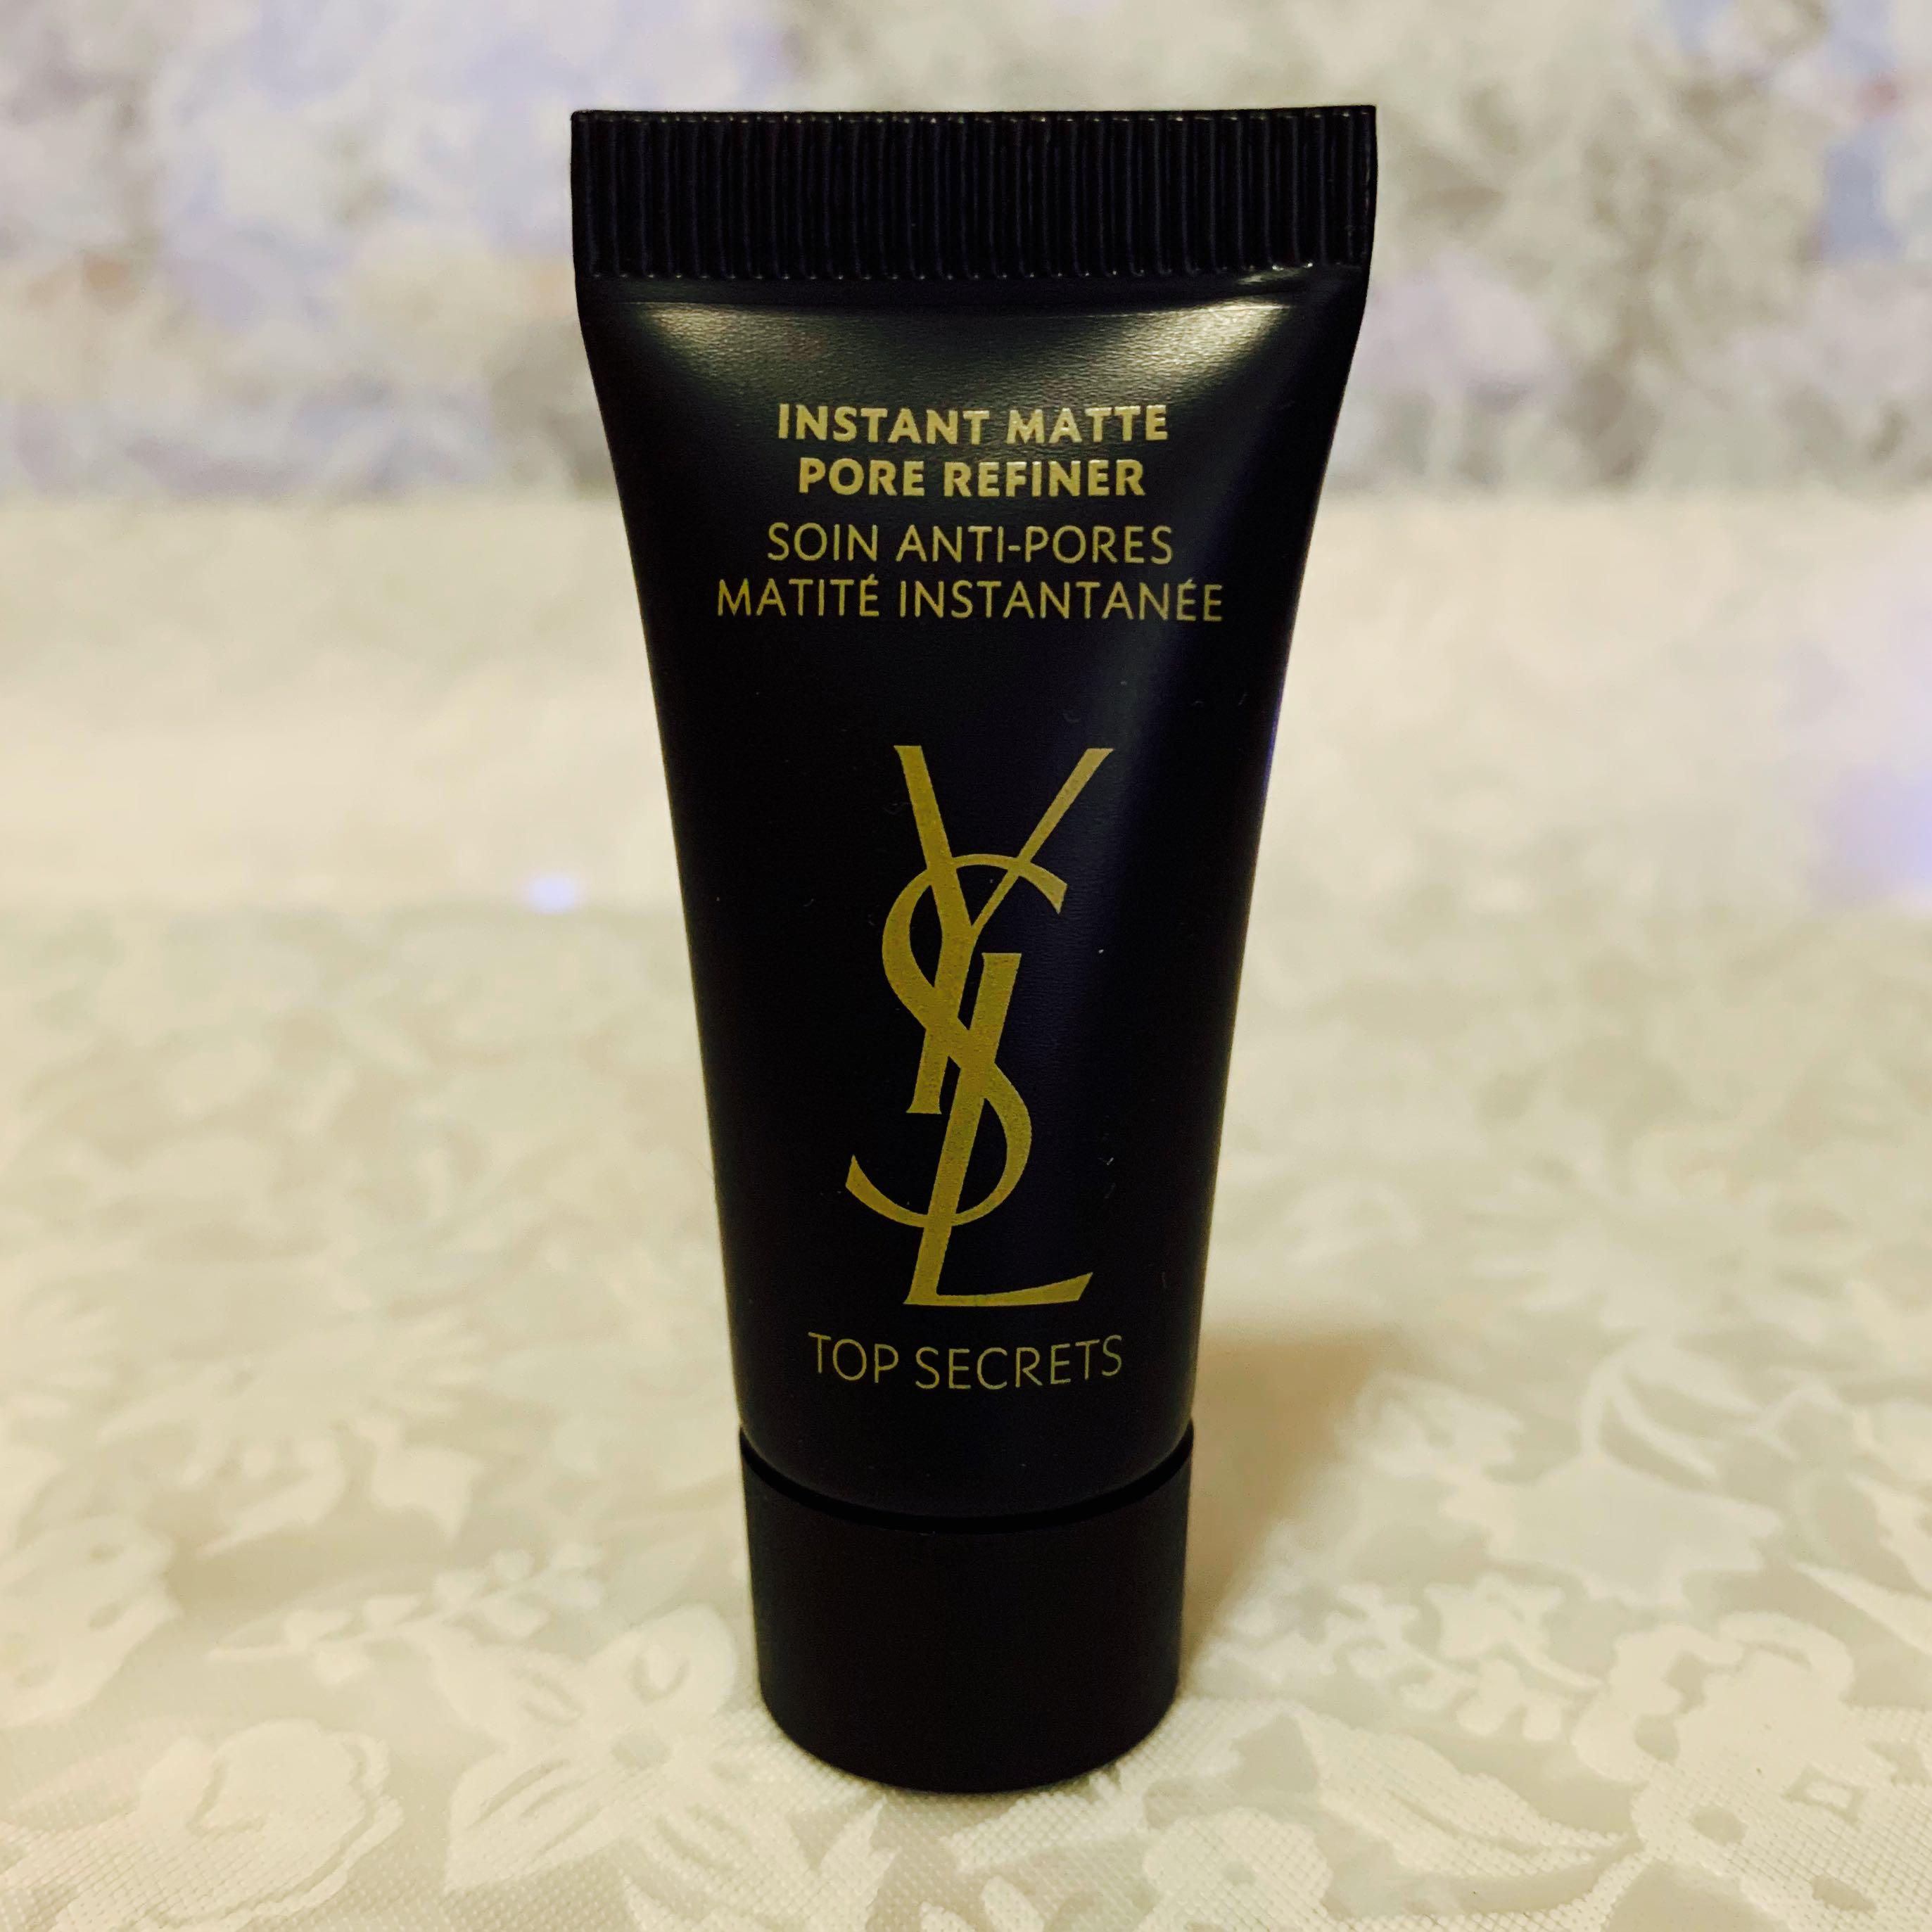 INSTANT MATTE
PORE REFINER
SOIN ANTI-PORES
MATITÉ INSTANTANÉE
YSL
TOP SECRETS